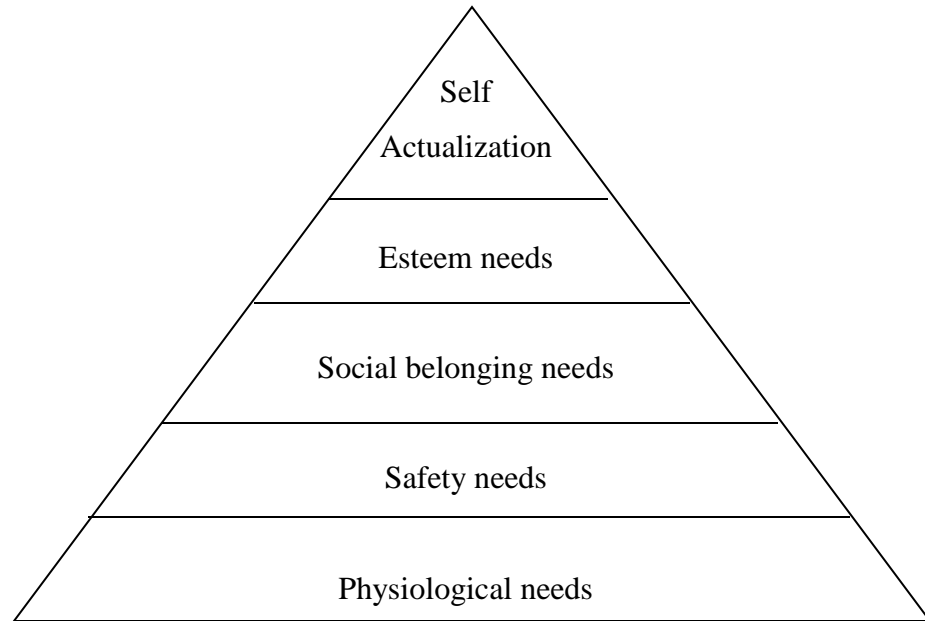 Self
Actualization
Esteem needs
Social belonging needs
Safety needs
Physiological needs